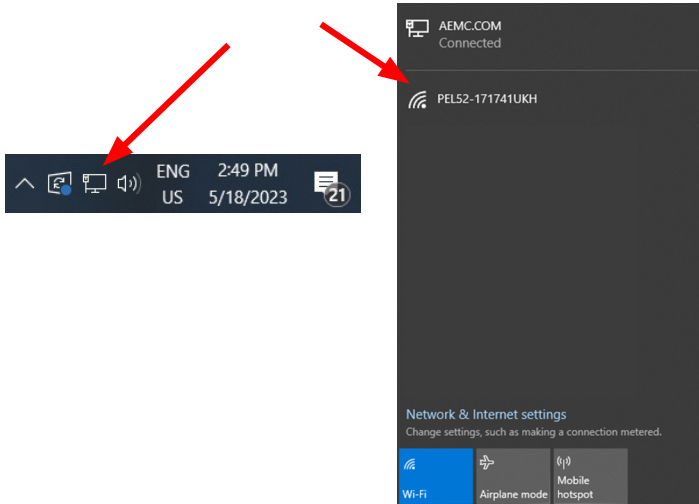 ENG
US
2:49 PM
5/18/2023
21
AEMC.COM
Connected
PEL52-171741UKH
Network & Internet settings
Change settings, such as making a connection metered.
Wi-Fi
Airplane mode
Mobile
hotspot